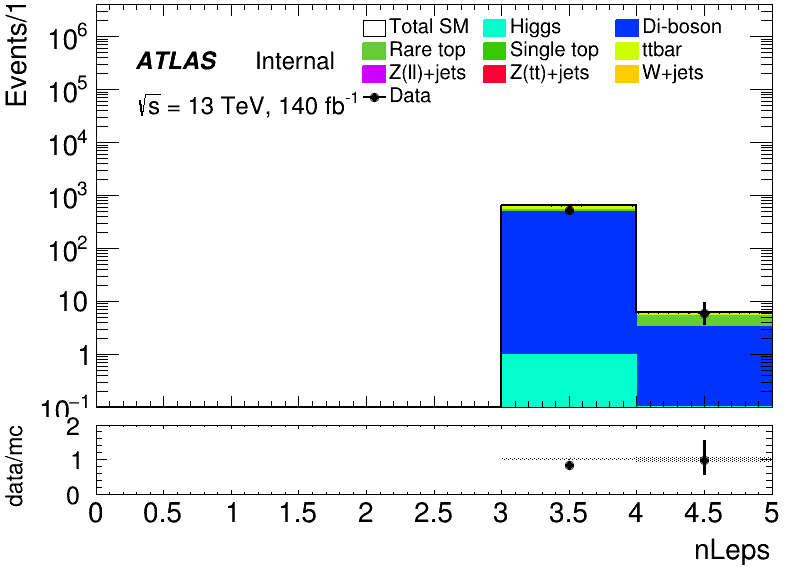 Events/1
10⁶
10⁵
10⁴
10³
10²
10
1
10⁻¹
ATLAS Internal
√s = 13 TeV, 140 fb⁻¹
Total SM Higgs Di-boson
Rare top Single top ttbar
Z(ll)+jets Z(tt)+jets W+jets
Data
data/mc
2
1
0
0 0.5 1 1.5 2 2.5 3 3.5 4 4.5 5
nLeps